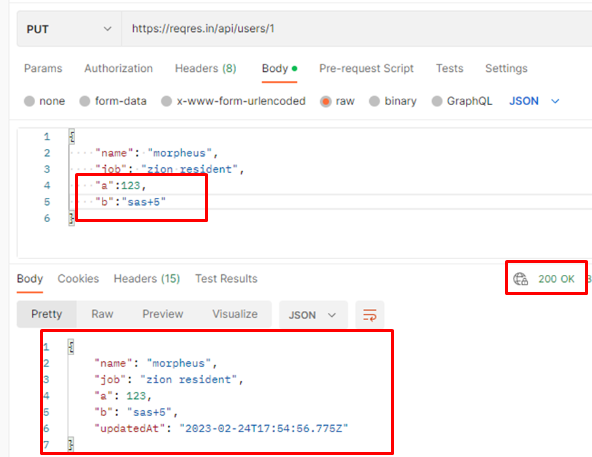 PUT https://reqres.in/api/users/1
Params Authorization Headers (8) Body Pre-request Script Tests Settings
none form-data x-www-form-urlencoded raw binary GraphQL JSON
1 {
2 "name": "morpheus",
3 "job": "zion resident",
4 "a":123,
5 "b":"sas+5"
6 }
Body Cookies Headers (15) Test Results 200 OK
Pretty Raw Preview Visualize JSON
1 {
2 "name": "morpheus",
3 "job": "zion resident",
4 "a": 123,
5 "b": "sas+5",
6 "updatedAt": "2023-02-24T17:54:56.775Z"
7 }